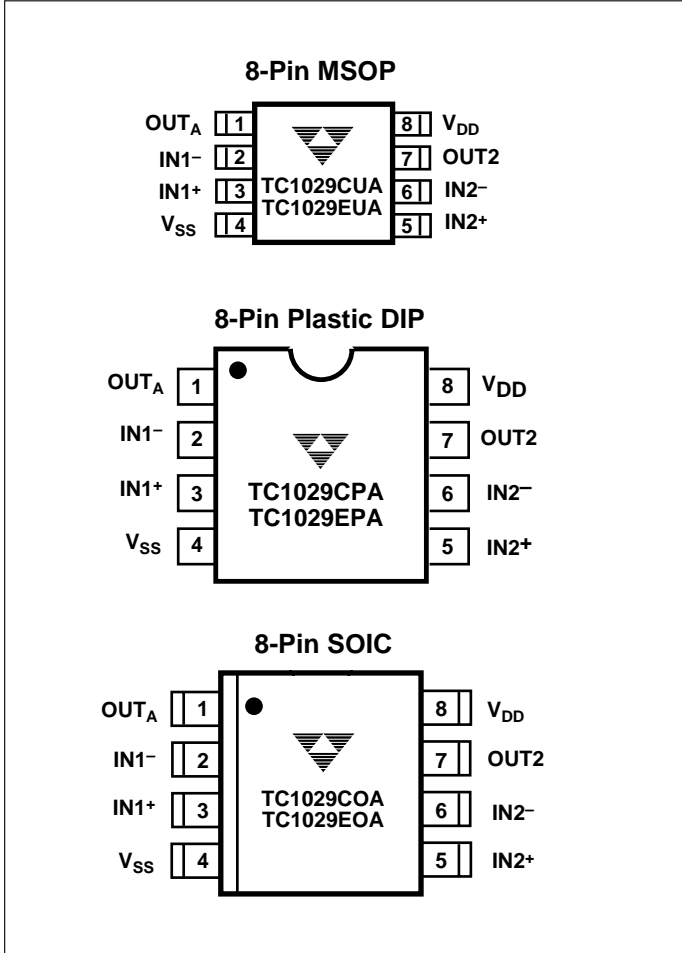 8-Pin MSOP
OUTA 1 8 VDD
IN1– 2 7 OUT2
IN1+ 3 TC1029CUA 6 IN2–
VSS 4 TC1029EUA 5 IN2+
8-Pin Plastic DIP
OUTA 1 8 VDD
IN1– 2 7 OUT2
IN1+ 3 TC1029CPA 6 IN2–
TC1029EPA
VSS 4 5 IN2+
8-Pin SOIC
OUTA 1 8 VDD
IN1– 2 7 OUT2
IN1+ 3 TC1029COA 6 IN2–
TC1029EOA
VSS 4 5 IN2+